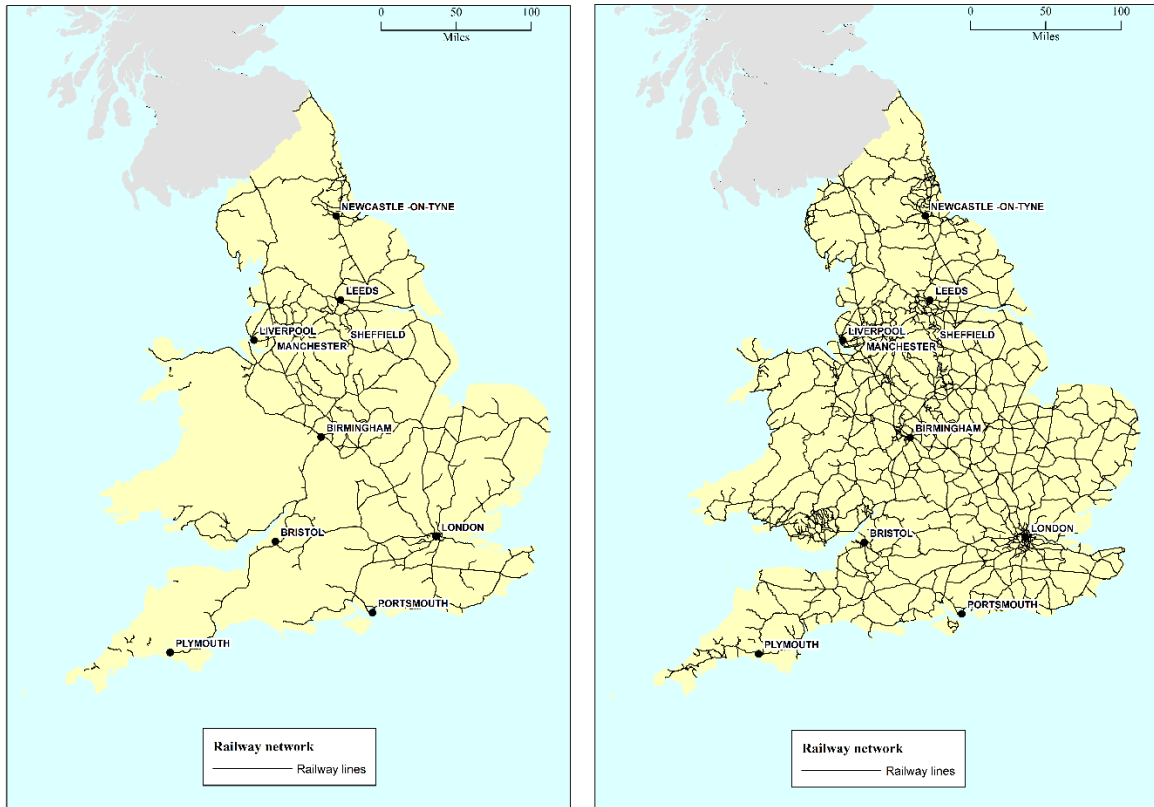 0 50 100
Miles
NEWCASTLE -ON-TYNE
LEEDS
LIVERPOOL
SHEFFIELD
MANCHESTER
BIRMINGHAM
BRISTOL
LONDON
PORTSMOUTH
PLYMOUTH
Railway network
Railway lines
0 50 100
Miles
NEWCASTLE -ON-TYNE
LEEDS
LIVERPOOL
SHEFFIELD
MANCHESTER
BIRMINGHAM
BRISTOL
LONDON
PORTSMOUTH
PLYMOUTH
Railway network
Railway lines